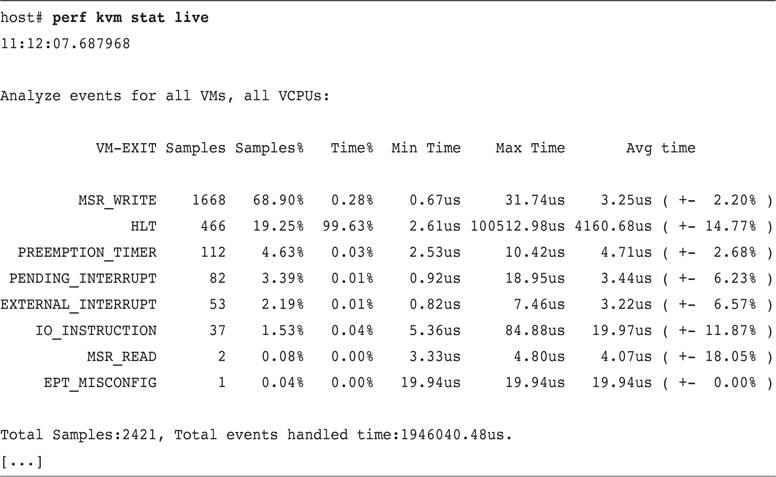 host# perf kvm stat live
11:12:07.687968
Analyze events for all VMs, all VCPUs:
VM-EXIT Samples Samples% Time% Min Time Max Time Avg time
MSR_WRITE 1668 68.90% 0.28% 0.67us 31.74us 3.25us ( +- 2.20% )
HLT 466 19.25% 99.63% 2.61us 100512.98us 4160.68us ( +- 14.77% )
PREEMPTION_TIMER 112 4.63% 0.03% 2.53us 10.42us 4.71us ( +- 2.68% )
PENDING_INTERRUPT 82 3.39% 0.01% 0.92us 18.95us 3.44us ( +- 6.23% )
EXTERNAL_INTERRUPT 53 2.19% 0.01% 0.82us 7.46us 3.22us ( +- 6.57% )
IO_INSTRUCTION 37 1.53% 0.04% 5.36us 84.88us 19.97us ( +- 11.87% )
MSR_READ 2 0.08% 0.00% 3.33us 4.80us 4.07us ( +- 18.05% )
EPT_MISCONFIG 1 0.04% 0.00% 19.94us 19.94us 19.94us ( +- 0.00% )
Total Samples:2421, Total events handled time:1946040.48us.
[...]